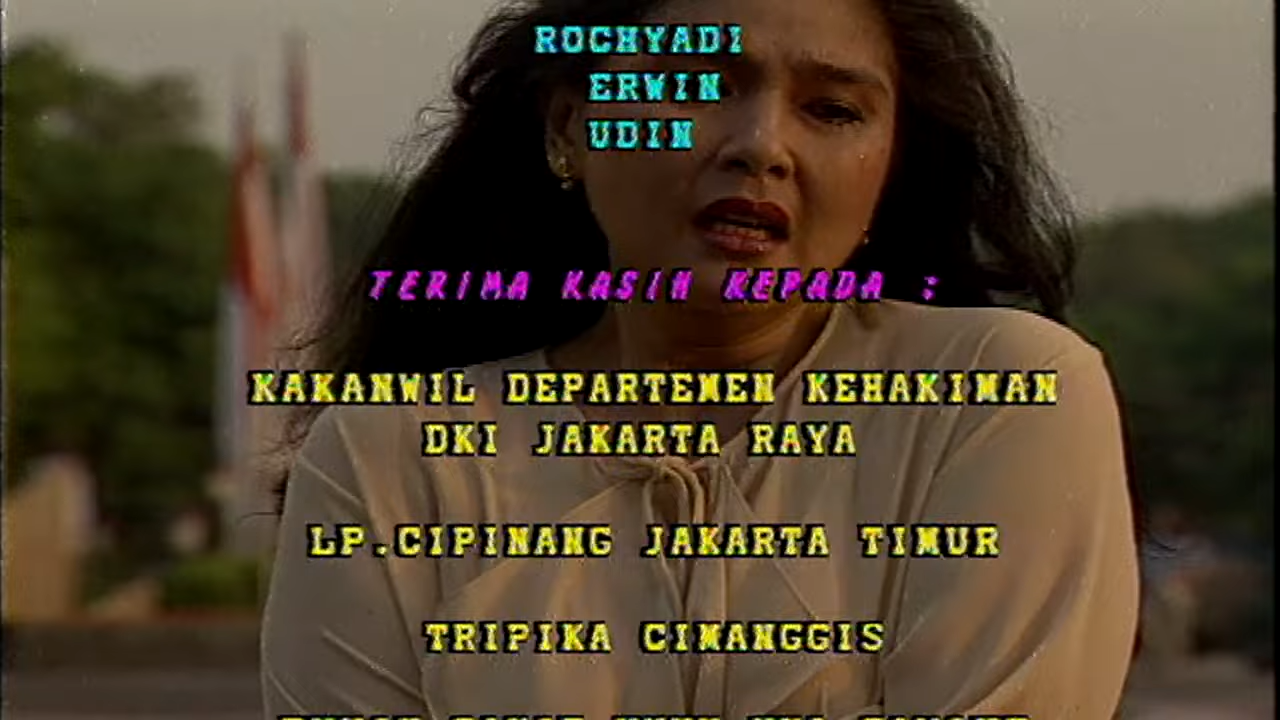 ROCHYADI
ERWIN
UDIN
TERIMA KASIH KEPADA :
KAKANWIL DEPARTEMEN KEHAKIMAN
DKI JAKARTA RAYA
LP.CIPINANG JAKARTA TIMUR
TRIPIKA CIMANGGIS